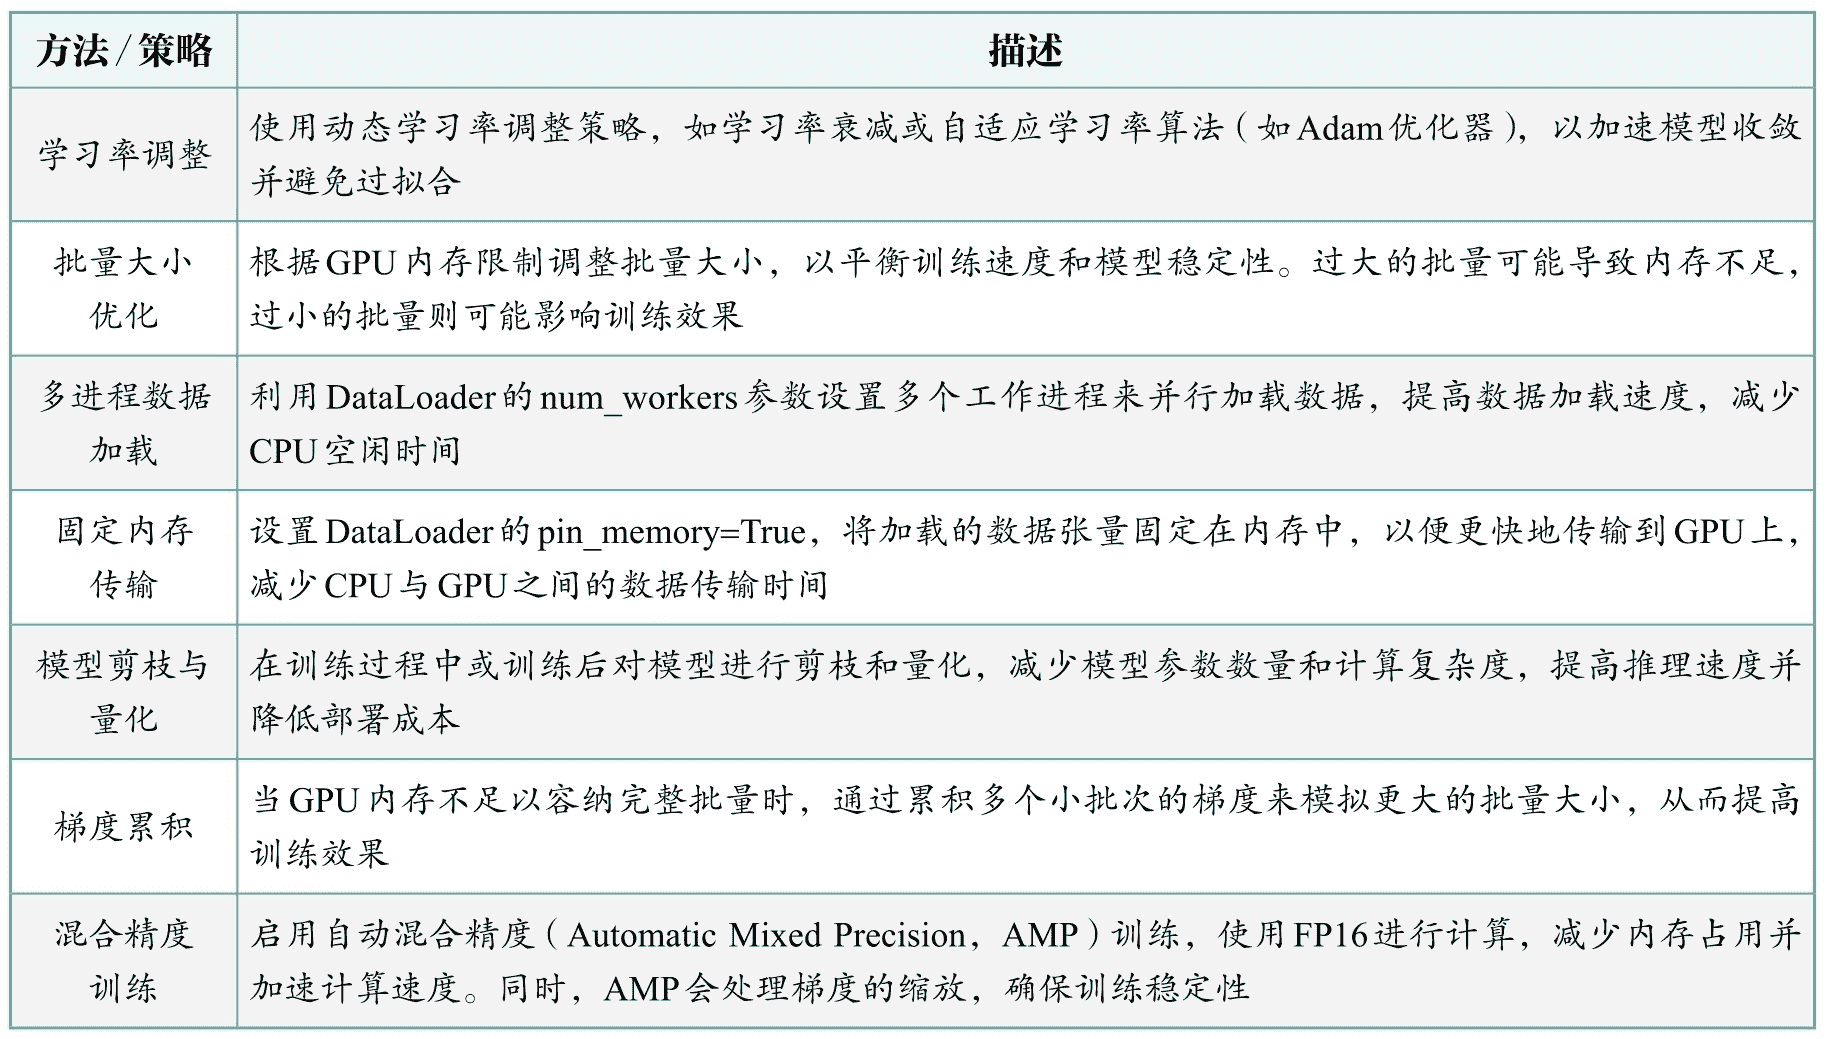 方法/策略
描述
学习率调整
使用动态学习率调整策略，如学习率衰减或自适应学习率算法（如Adam优化器），以加速模型收敛
并避免过拟合
批量大小
优化
根据GPU内存限制调整批量大小，以平衡训练速度和模型稳定性。过大的批量可能导致内存不足，
过小的批量则可能影响训练效果
多进程数据
加载
利用DataLoader的num_workers参数设置多个工作进程来并行加载数据，提高数据加载速度，减少
CPU空闲时间
固定内存
传输
设置DataLoader的pin_memory=True，将加载的数据张量固定在内存中，以便更快地传输到GPU上，
减少CPU与GPU之间的数据传输时间
模型剪枝与
量化
在训练过程中或训练后对模型进行剪枝和量化，减少模型参数数量和计算复杂度，提高推理速度并
降低部署成本
梯度累积
当GPU内存不足以容纳完整批量时，通过累积多个小批次的梯度来模拟更大的批量大小，从而提高
训练效果
混合精度
训练
启用自动混合精度（Automatic Mixed Precision，AMP）训练，使用FP16进行计算，减少内存占用并
加速计算速度。同时，AMP会处理梯度的缩放，确保训练稳定性